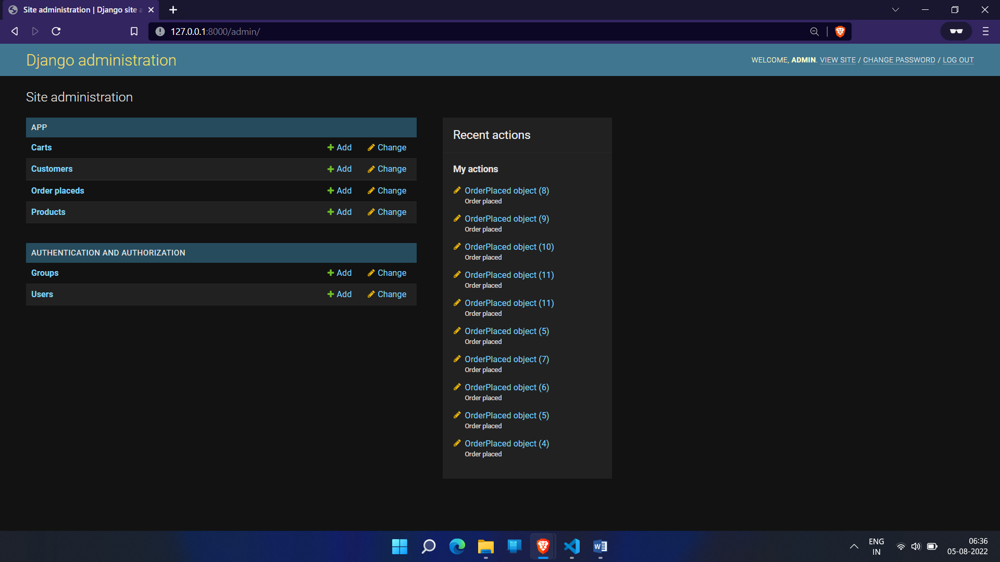 Site administration | Django site a
127.0.0.1:8000/admin/
Django administration
WELCOME, ADMIN. VIEW SITE / CHANGE PASSWORD / LOG OUT
Site administration
APP
Carts Add Change
Customers Add Change
Order placeds Add Change
Products Add Change
AUTHENTICATION AND AUTHORIZATION
Groups Add Change
Users Add Change
Recent actions
My actions
OrderPlaced object (8)
Order placed
OrderPlaced object (9)
Order placed
OrderPlaced object (10)
Order placed
OrderPlaced object (11)
Order placed
OrderPlaced object (11)
Order placed
OrderPlaced object (5)
Order placed
OrderPlaced object (7)
Order placed
OrderPlaced object (6)
Order placed
OrderPlaced object (5)
Order placed
OrderPlaced object (4)
Order placed
W
ENG
IN
06:36
05-08-2022